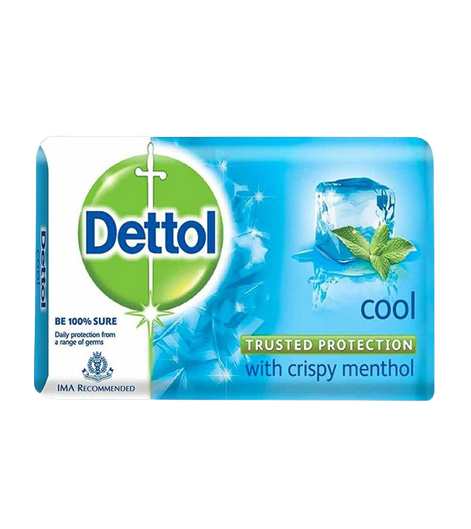 Dettol
BE 100% SURE
Daily protection from
a range of germs
IMA RECOMMENDED
cool
TRUSTED PROTECTION
with crispy menthol
Dettol
cool